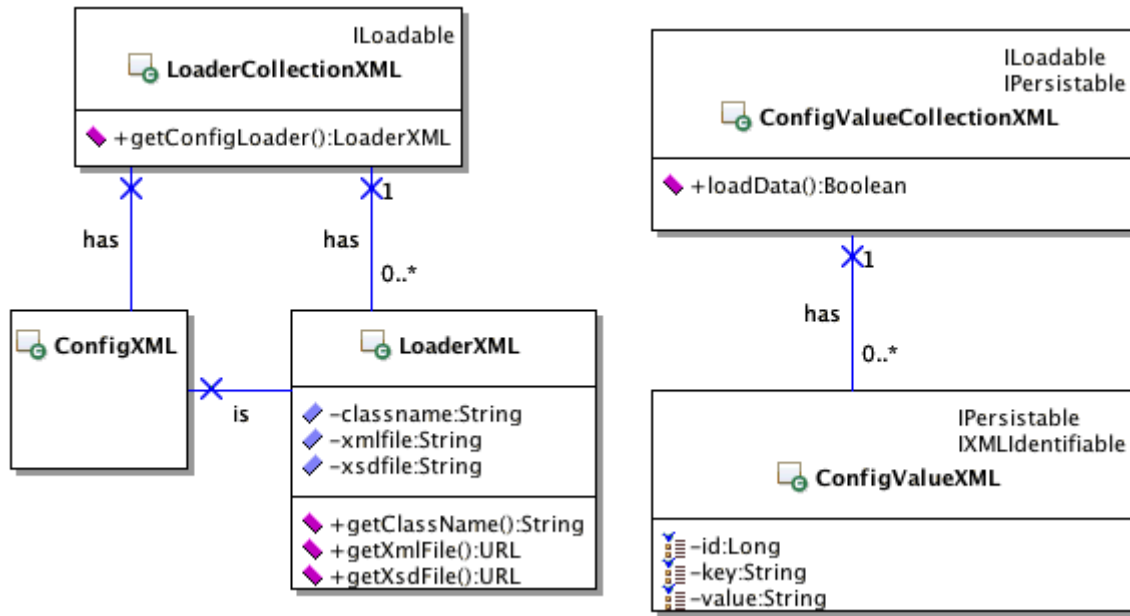 ILoadable
LoaderCollectionXML
+getConfigLoader():LoaderXML
1
has
has
0..*
ConfigXML
is
LoaderXML
-classname:String
-xmlfile:String
-xsdfile:String
+getClassName():String
+getXmlFile():URL
+getXsdFile():URL
ILoadable
IPersistable
ConfigValueCollectionXML
+loadData():Boolean
1
has
0..*
IPersistable
IXMLIdentifiable
ConfigValueXML
-id:Long
-key:String
-value:String